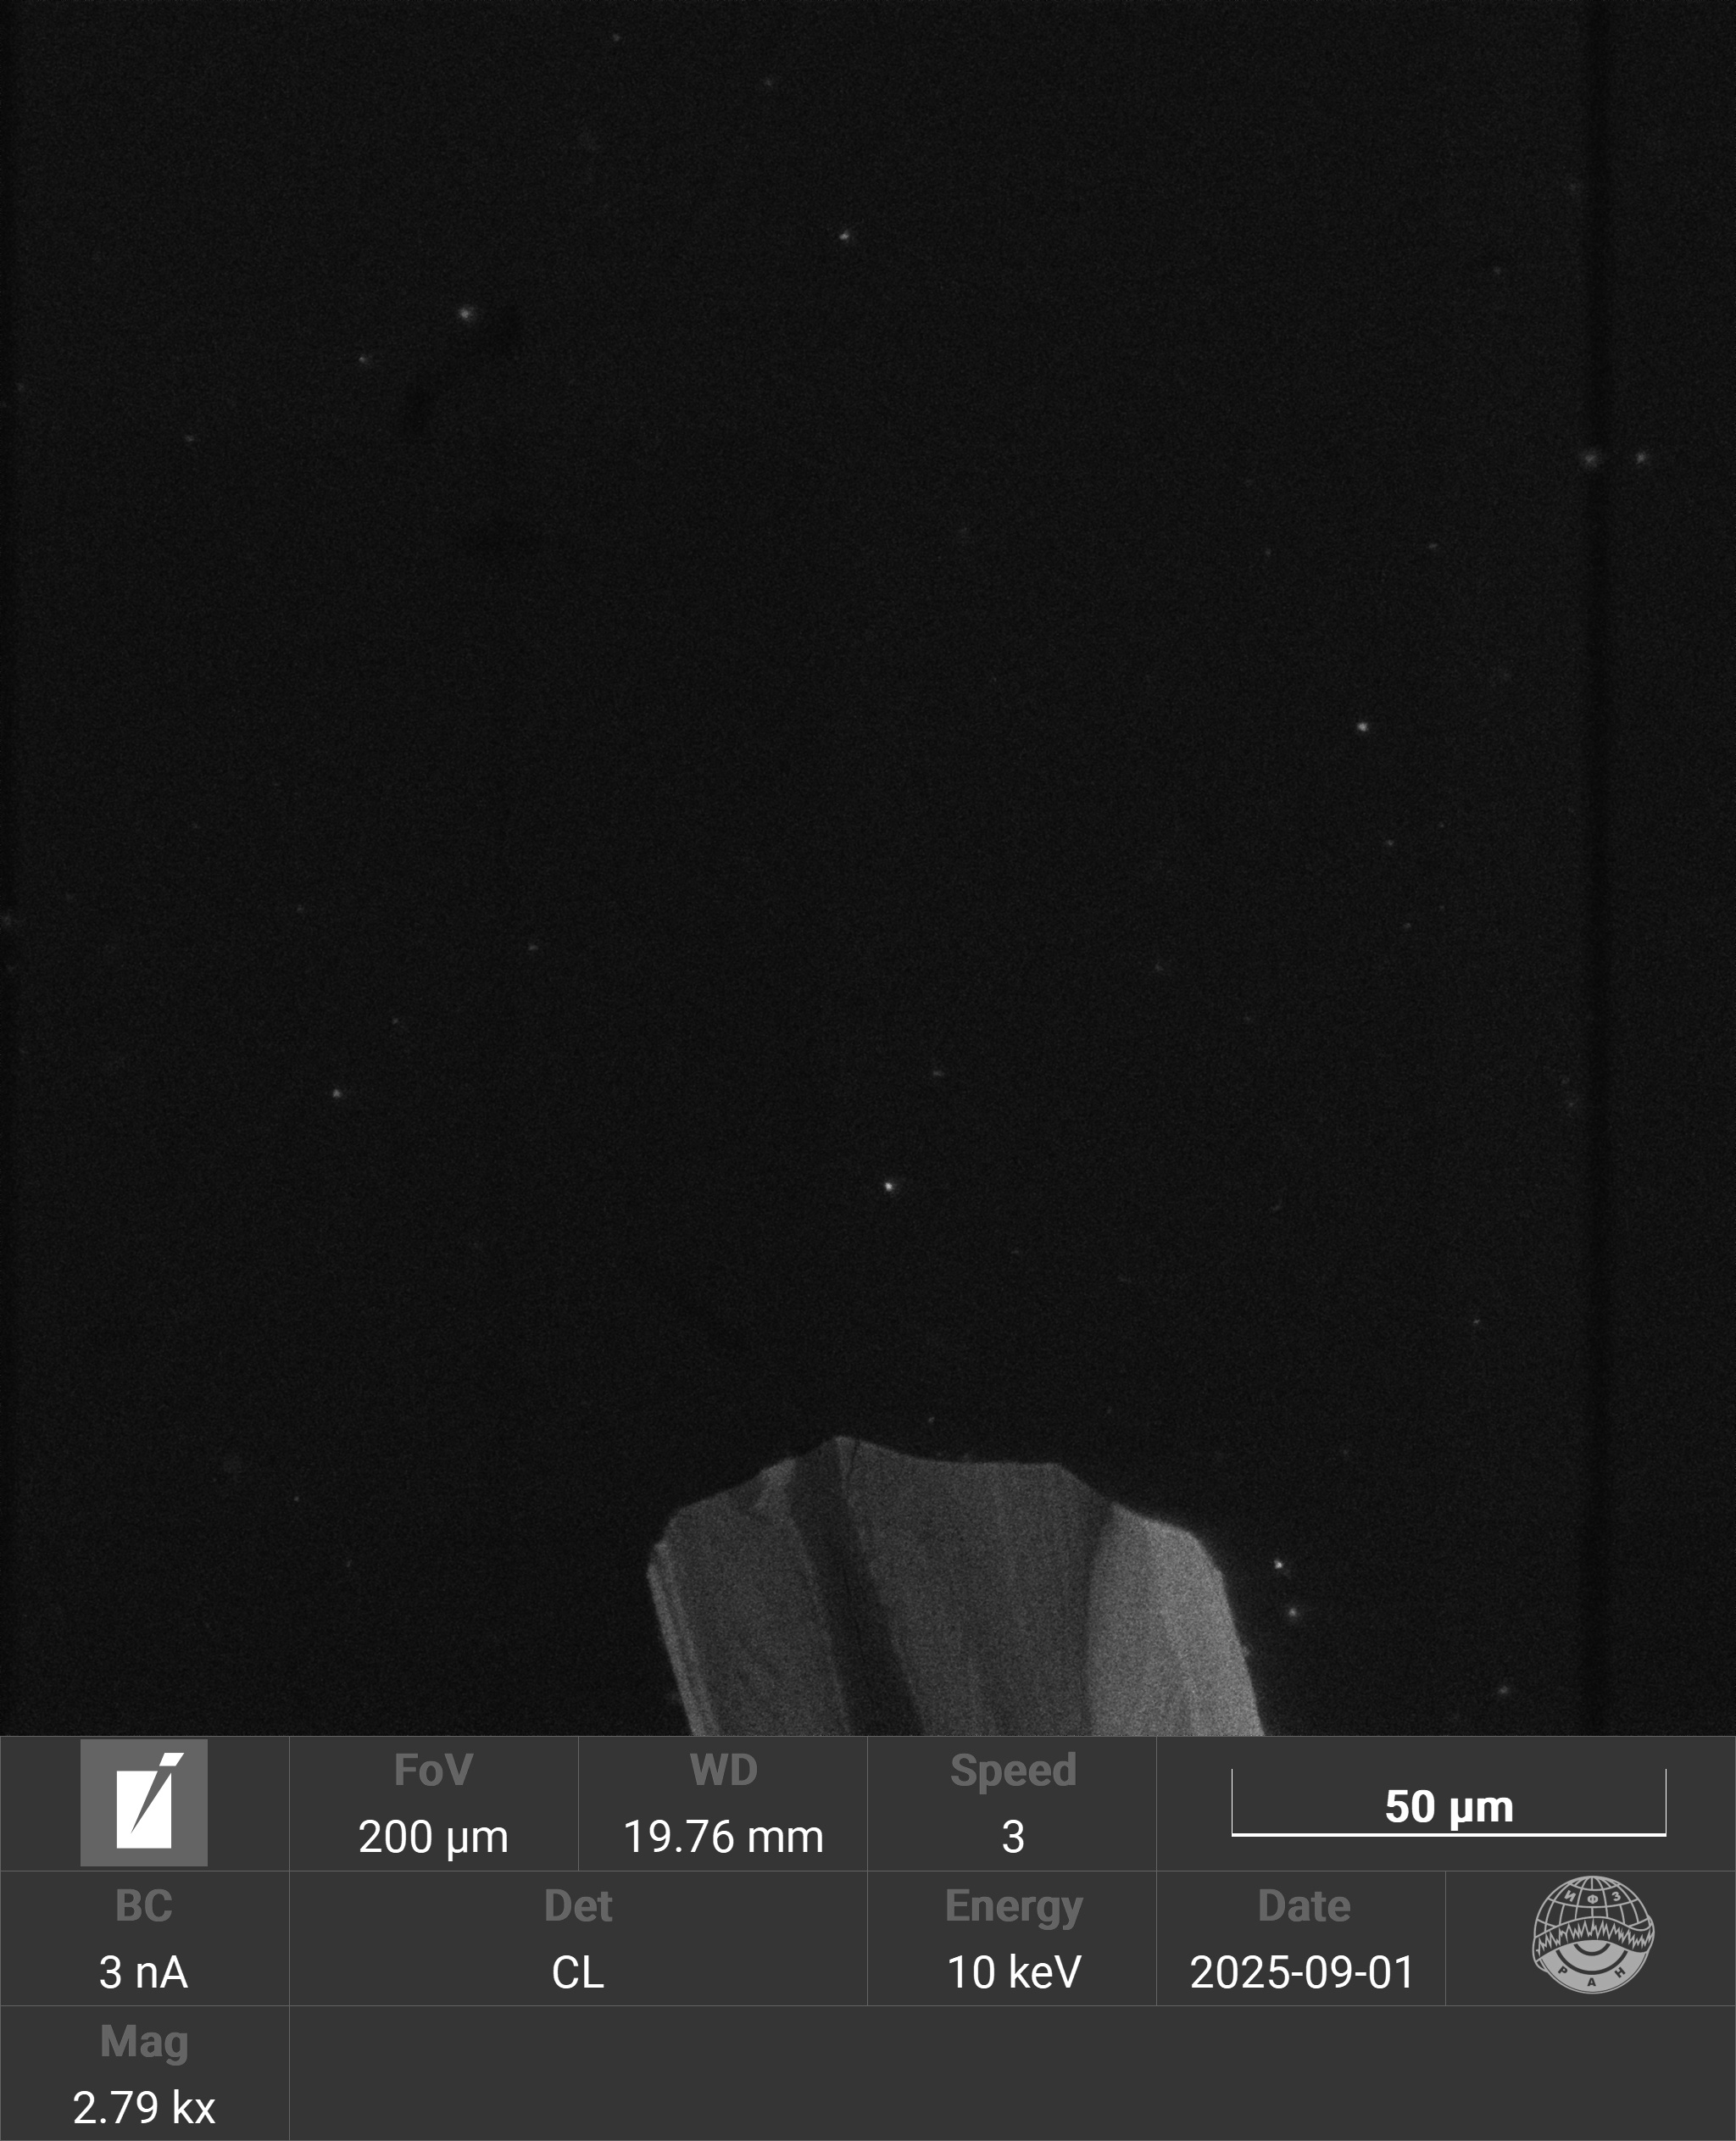 FoV
200 µm
WD
19.76 mm
Speed
3
50 µm
BC
3 nA
Det
CL
Energy
10 keV
Date
2025-09-01
ИФЗ
РАН
Mag
2.79 kx